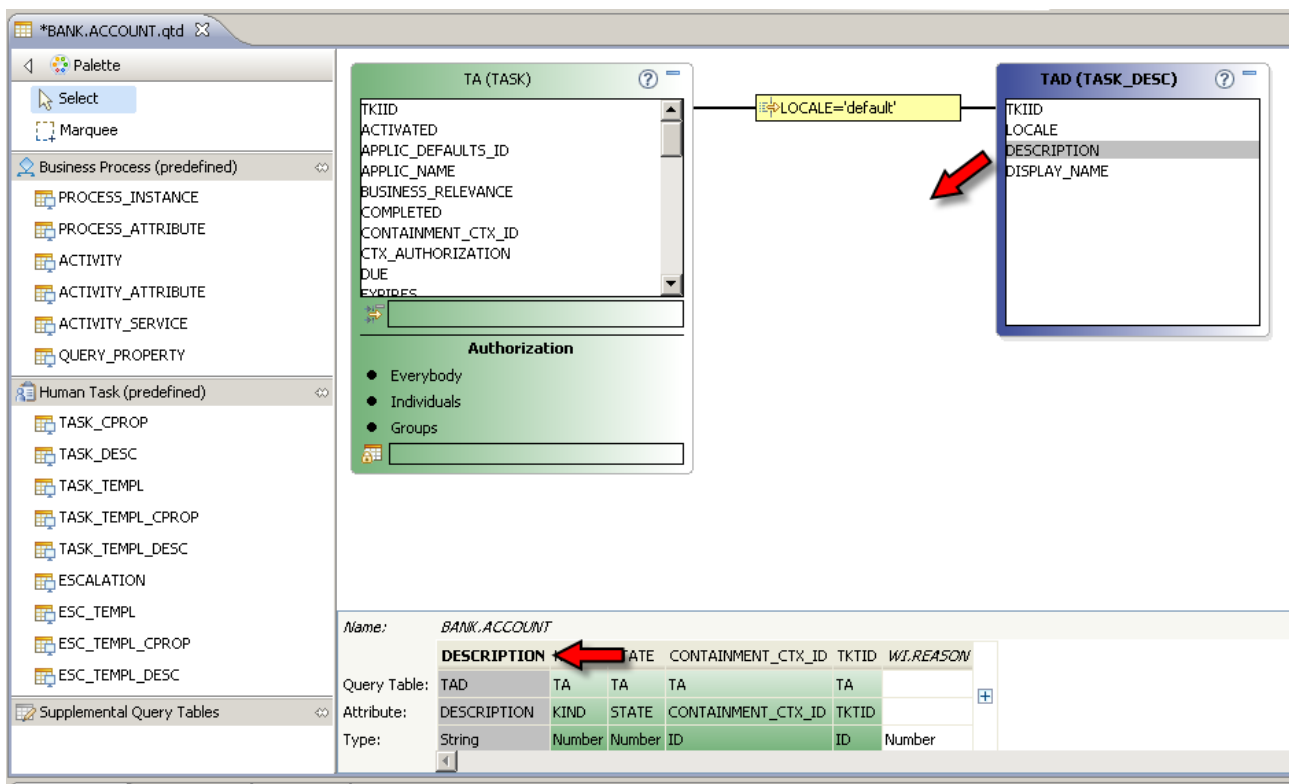 *BANK.ACCOUNT.qtd
Palette
Select
Marquee
Business Process (predefined)
PROCESS_INSTANCE
PROCESS_ATTRIBUTE
ACTIVITY
ACTIVITY_ATTRIBUTE
ACTIVITY_SERVICE
QUERY_PROPERTY
Human Task (predefined)
TASK_CPROP
TASK_DESC
TASK_TEMPL
TASK_TEMPL_CPROP
TASK_TEMPL_DESC
ESCALATION
ESC_TEMPL
ESC_TEMPL_CPROP
ESC_TEMPL_DESC
Supplemental Query Tables
TA (TASK)
TKIID
ACTIVATED
APPLIC_DEFAULTS_ID
APPLIC_NAME
BUSINESS_RELEVANCE
COMPLETED
CONTAINMENT_CTX_ID
CTX_AUTHORIZATION
DUE
EXPIRES
Authorization
Everybody
Individuals
Groups
LOCALE='default'
TAD (TASK_DESC)
TKIID
LOCALE
DESCRIPTION
DISPLAY_NAME
Name: BANK.ACCOUNT
DESCRIPTION CONTAINMENT_CTX_ID TKTID WI.REASON
Query Table: TAD TA TA TA TA
Attribute: DESCRIPTION KIND STATE CONTAINMENT_CTX_ID TKTID
Type: String Number Number ID ID Number